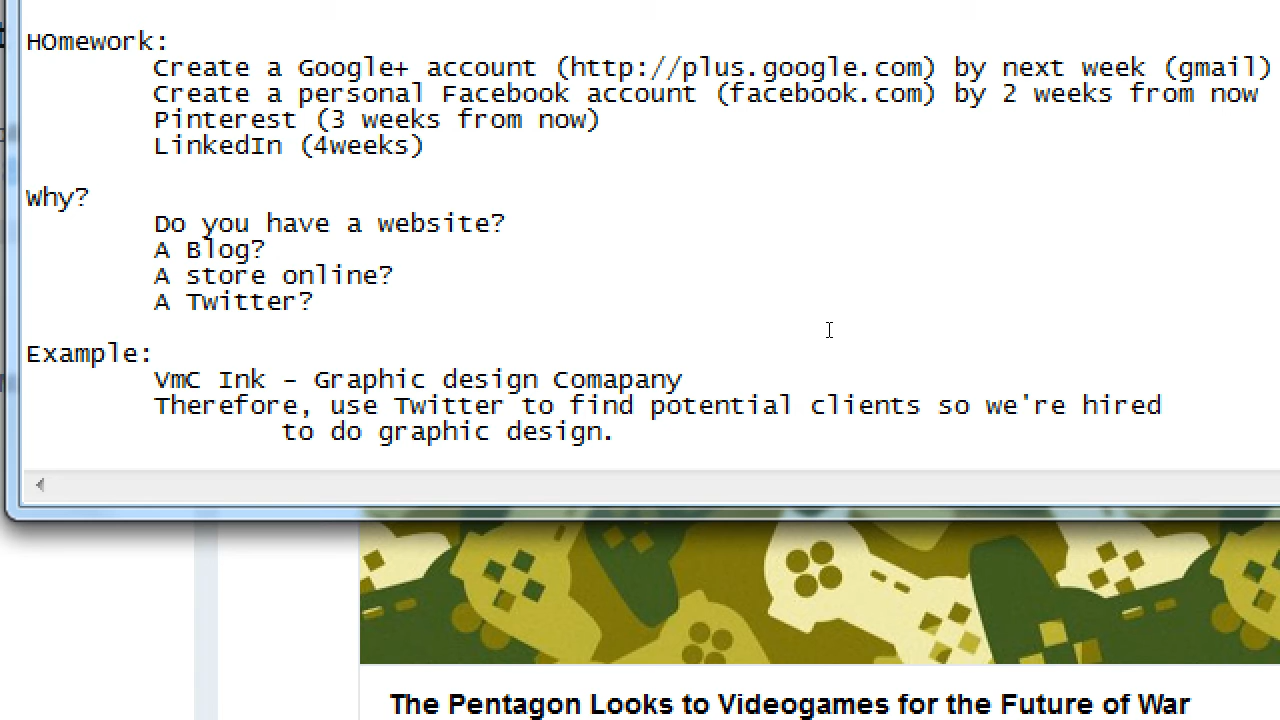 HOmework:
Create a Google+ account (http://plus.google.com) by next week (gmail)
Create a personal Facebook account (facebook.com) by 2 weeks from now
Pinterest (3 weeks from now)
LinkedIn (4weeks)
Why?
Do you have a website?
A Blog?
A store online?
A Twitter?
Example:
VmC Ink - Graphic design Comapany
Therefore, use Twitter to find potential clients so we're hired
to do graphic design.
The Pentagon Looks to Videogames for the Future of War